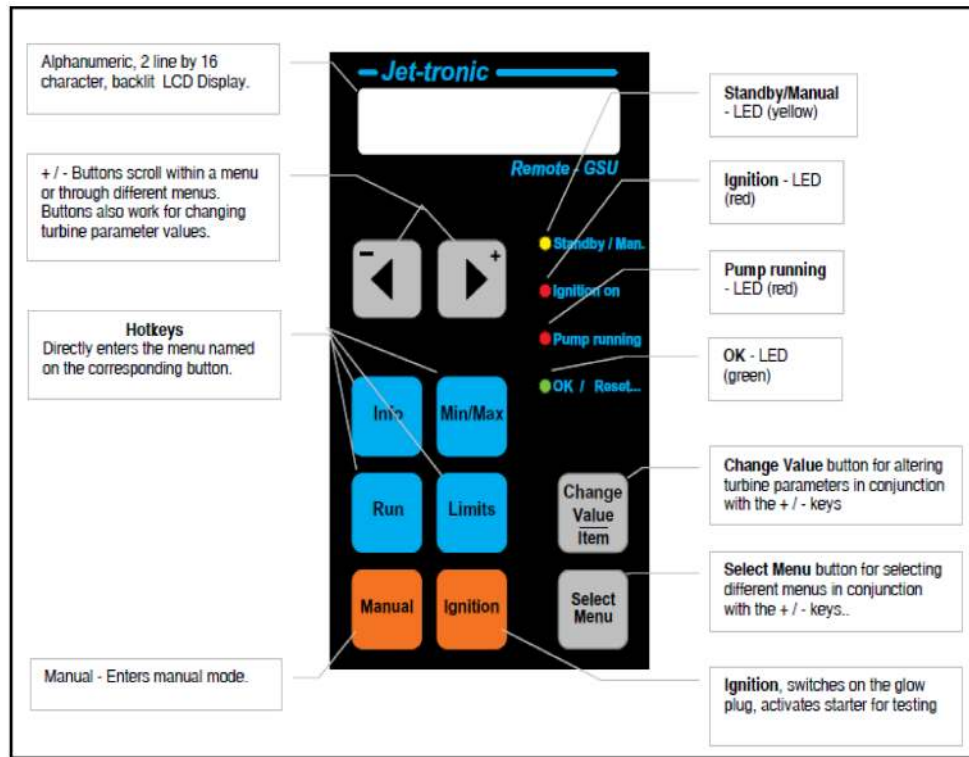 Alphanumeric, 2 line by 16
character, backlit LCD Display.
+ / - Buttons scroll within a menu
or through different menus.
Buttons also work for changing
turbine parameter values.
Hotkeys
Directly enters the menu named
on the corresponding button.
Manual - Enters manual mode.
Jet-tronic
Remote - GSU
- +
Standby / Man.
Ignition on
Pump running
OK / Reset...
Info
Min/Max
Run
Limits
Change
Value
Item
Manual
Ignition
Select
Menu
Standby/Manual
- LED (yellow)
Ignition - LED
(red)
Pump running
- LED (red)
OK - LED
(green)
Change Value button for altering
turbine parameters in conjunction
with the + / - keys
Select Menu button for selecting
different menus in conjunction
with the + / - keys..
Ignition, switches on the glow
plug, activates starter for testing